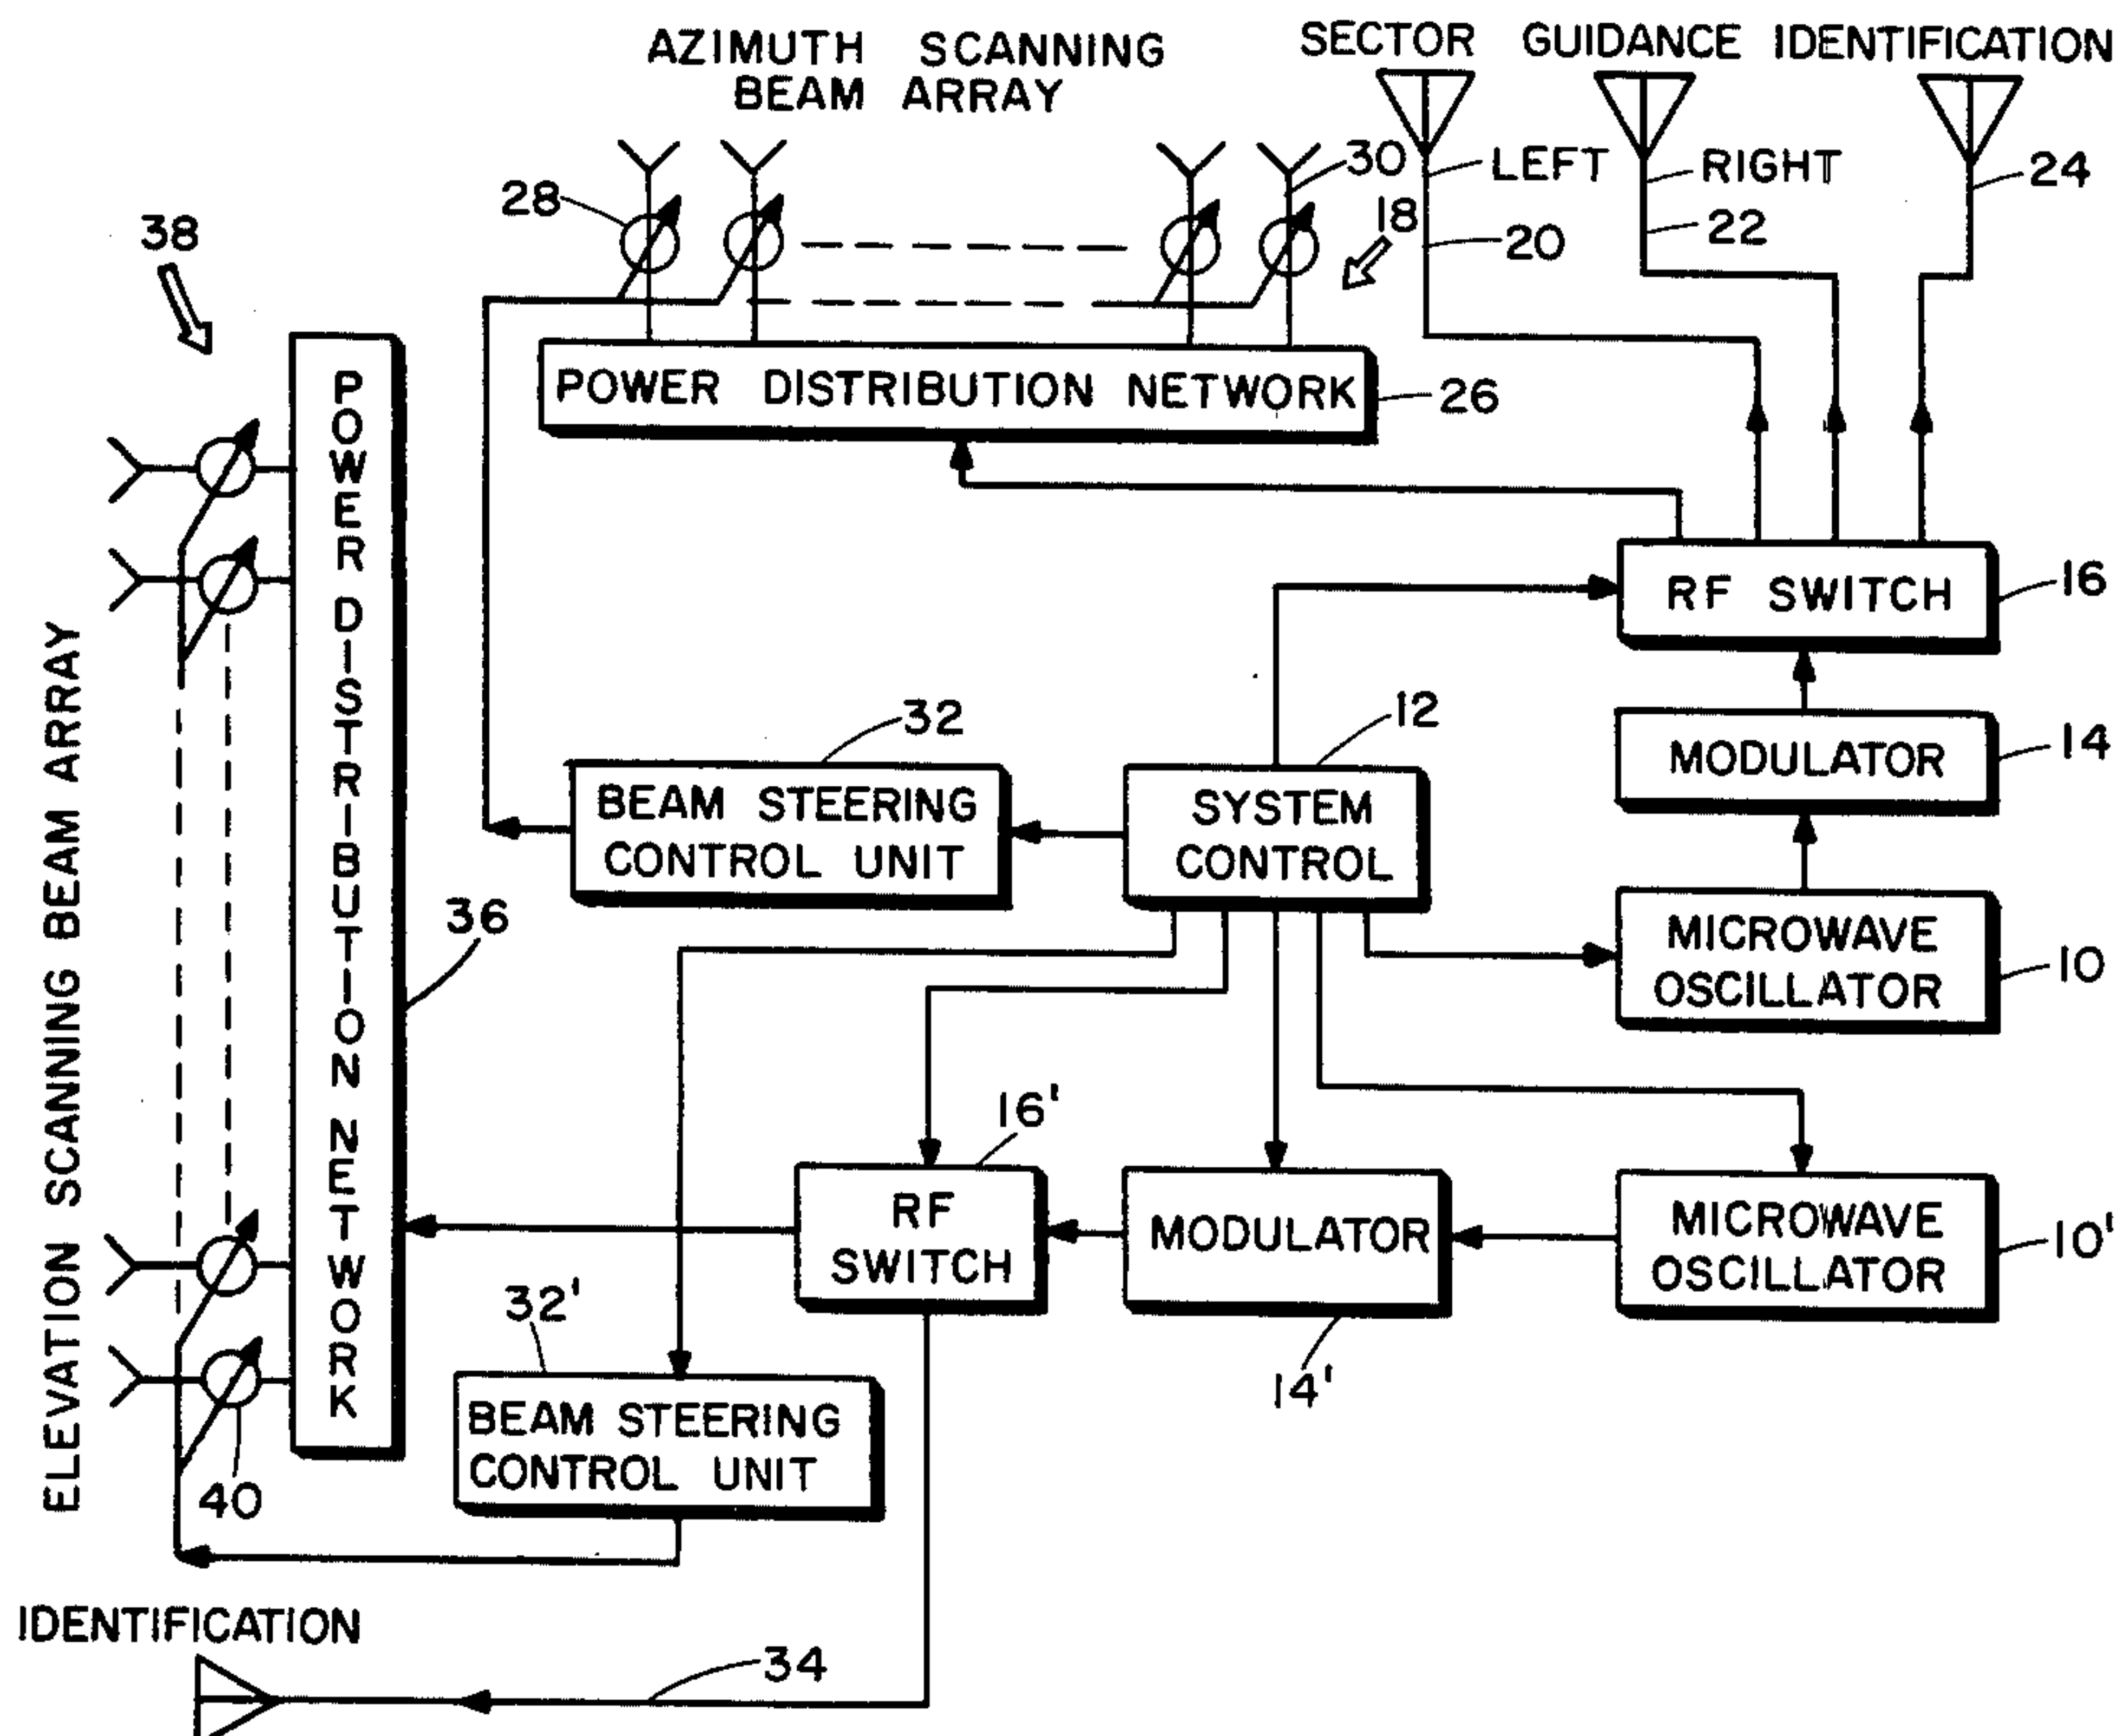 AZIMUTH SCANNING
BEAM ARRAY
SECTOR GUIDANCE IDENTIFICATION
LEFT
RIGHT
24
20
22
28
30
18
38
POWER DISTRIBUTION NETWORK
26
RF SWITCH
16
MODULATOR
14
MICROWAVE
OSCILLATOR
10
SYSTEM
CONTROL
12
BEAM STEERING
CONTROL UNIT
32
POWER DISTRIBUTION NETWORK
36
ELEVATION SCANNING BEAM ARRAY
RF
SWITCH
16'
MODULATOR
14'
MICROWAVE
OSCILLATOR
10'
32'
BEAM STEERING
CONTROL UNIT
40
IDENTIFICATION
34